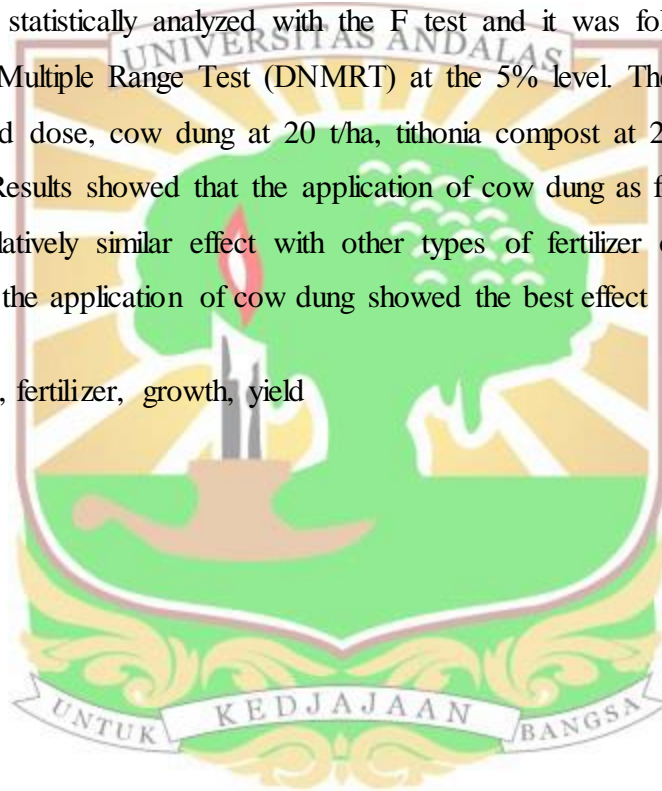 statistically analyzed with the F test and it was fol
UNIVERSITAS ANDALAS
Multiple Range Test (DNMRT) at the 5% level. The
d dose, cow dung at 20 t/ha, tithonia compost at 2
Results showed that the application of cow dung as f
latively similar effect with other types of fertilizer
the application of cow dung showed the best effect
, fertilizer, growth, yield
UNTUK KEDJAJAAN BANGSA